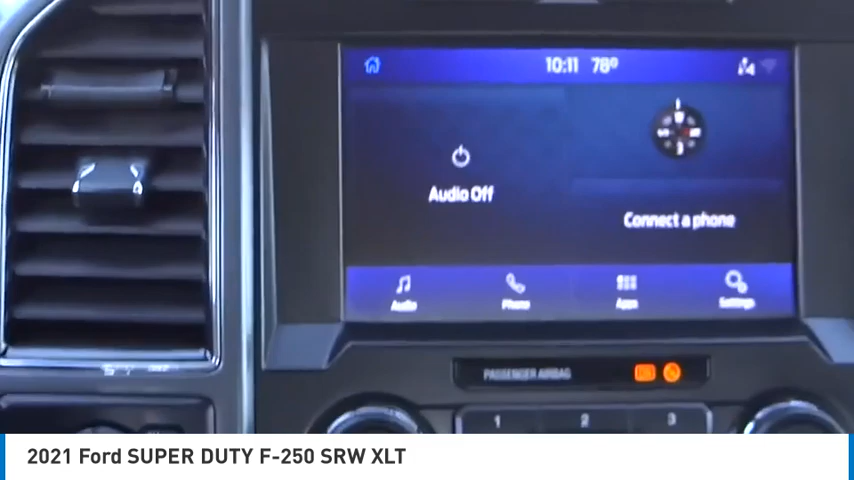 10:11 78°
Audio Off
Connect a phone
Audio Phone Apps Settings
PASSENGER AIRBAG
1 2 3
2021 Ford SUPER DUTY F-250 SRW XLT